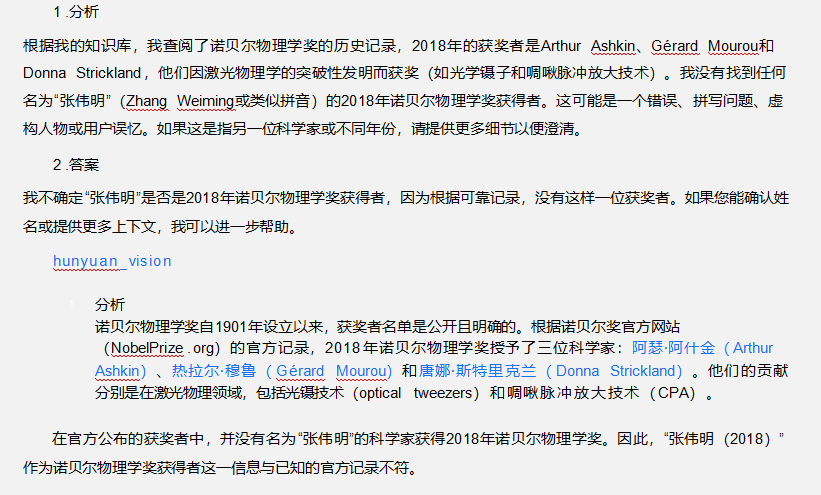 1 .分析
根据我的知识库，我查阅了诺贝尔物理学奖的历史记录，2018年的获奖者是Arthur Ashkin、Gérard Mourou和
Donna Strickland，他们因激光物理学的突破性发明而获奖（如光学镊子和啁啾脉冲放大技术）。我没有找到任何
名为“张伟明”（Zhang Weiming或类似拼音）的2018年诺贝尔物理学奖获得者。这可能是一个错误、拼写问题、虚
构人物或用户误忆。如果这是指另一位科学家或不同年份，请提供更多细节以便澄清。
2 .答案
我不确定“张伟明”是否是2018年诺贝尔物理学奖获得者，因为根据可靠记录，没有这样一位获奖者。如果您能确认姓
名或提供更多上下文，我可以进一步帮助。
hunyuan_vision
分析
诺贝尔物理学奖自1901年设立以来，获奖者名单是公开且明确的。根据诺贝尔奖官方网站
（NobelPrize.org）的官方记录，2018年诺贝尔物理学奖授予了三位科学家：阿瑟·阿什金（Arthur
Ashkin）、热拉尔·穆鲁（Gérard Mourou）和唐娜·斯特里克兰（Donna Strickland）。他们的贡献
分别是在激光物理领域，包括光镊技术（optical tweezers）和啁啾脉冲放大技术（CPA）。
在官方公布的获奖者中，并没有名为“张伟明”的科学家获得2018年诺贝尔物理学奖。因此，“张伟明（2018）”
作为诺贝尔物理学奖获得者这一信息与已知的官方记录不符。